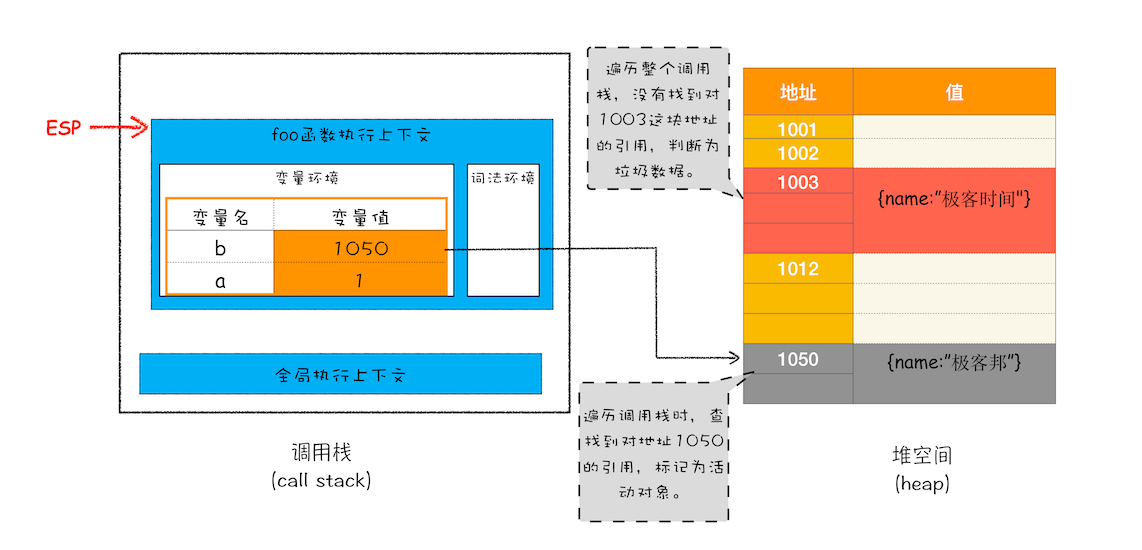 ESP
foo函数执行上下文
变量环境
词法环境
变量名 变量值
b 1050
a 1
全局执行上下文
调用栈
(call stack)
遍历整个调用
栈，没有找到对
1003这块地址
的引用，判断为
垃圾数据。
遍历调用栈时，查
找到对地址1050
的引用，标记为活
动对象。
地址 值
1001
1002
1003 {name:"极客时间"}
1012
1050 {name:"极客邦"}
堆空间
(heap)